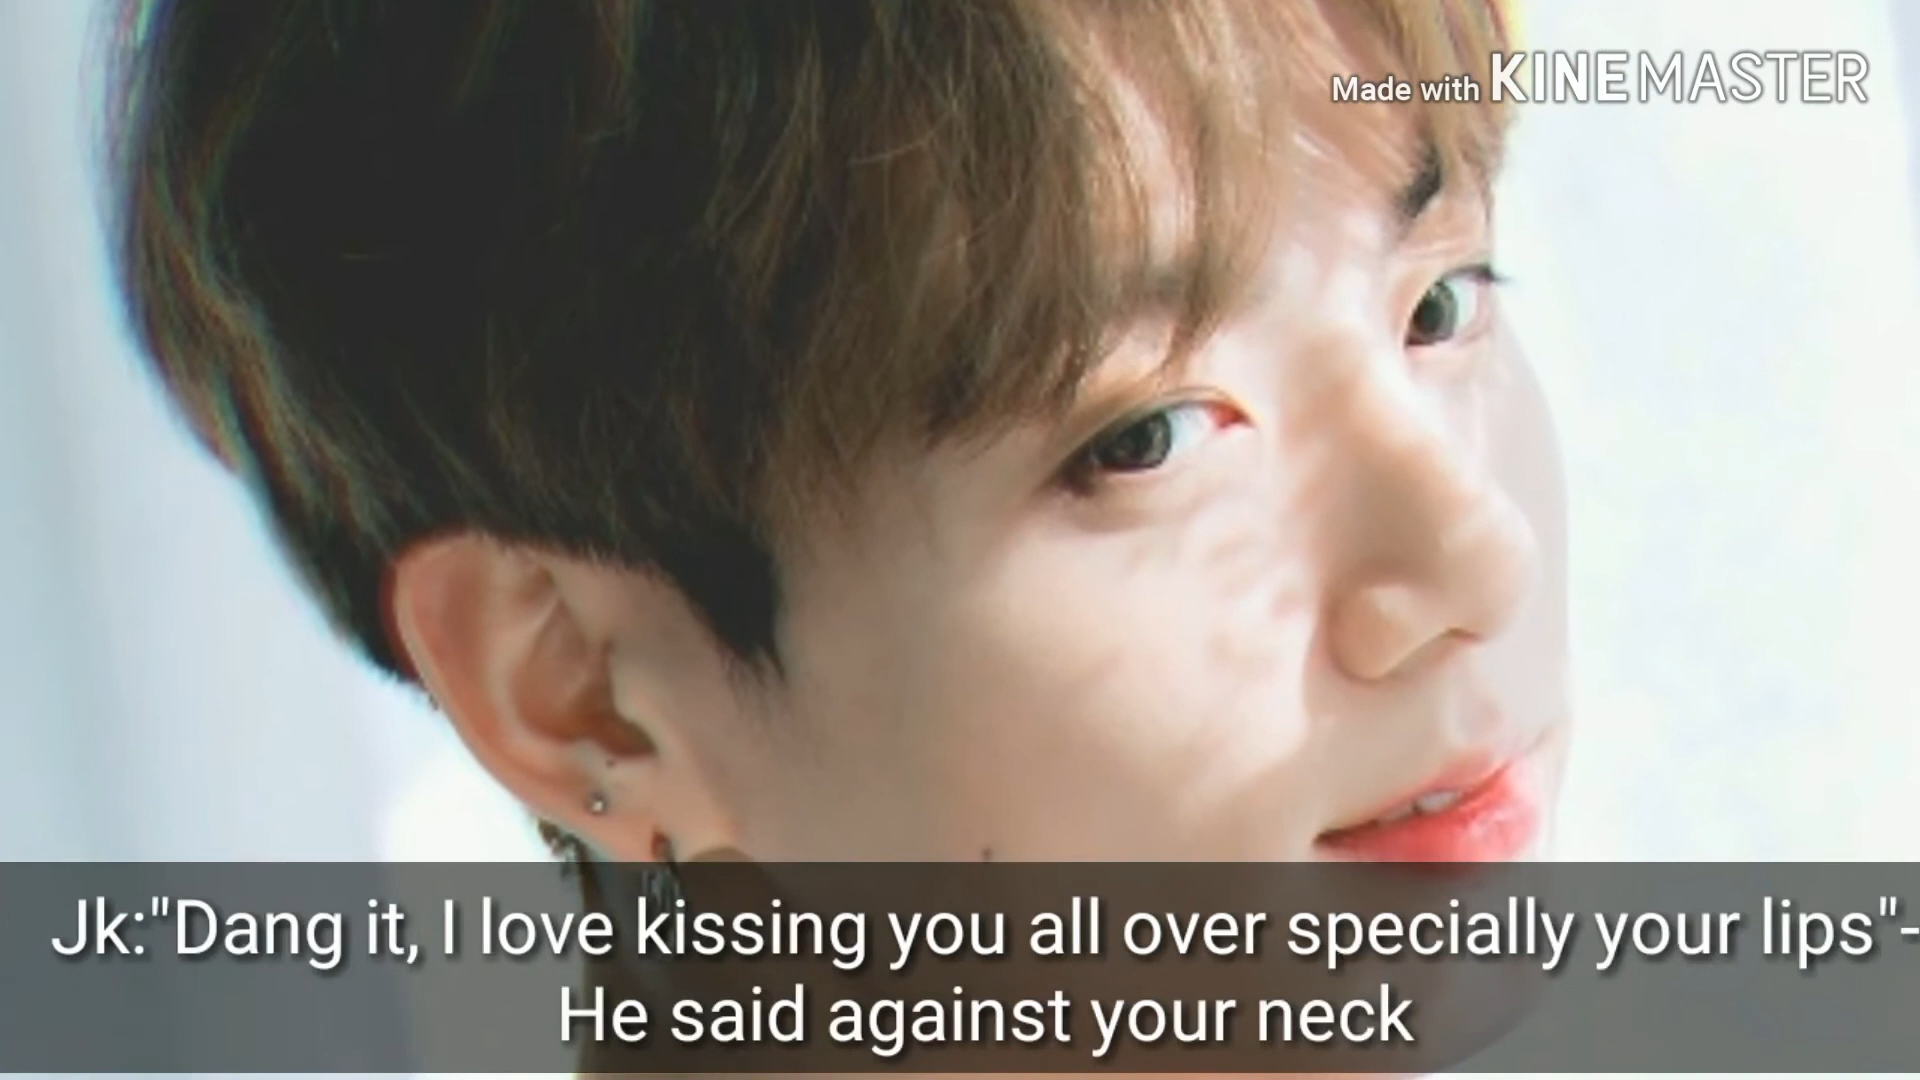 Made with KINEMASTER
Jk:"Dang it, I love kissing you all over specially your lips"-
He said against your neck